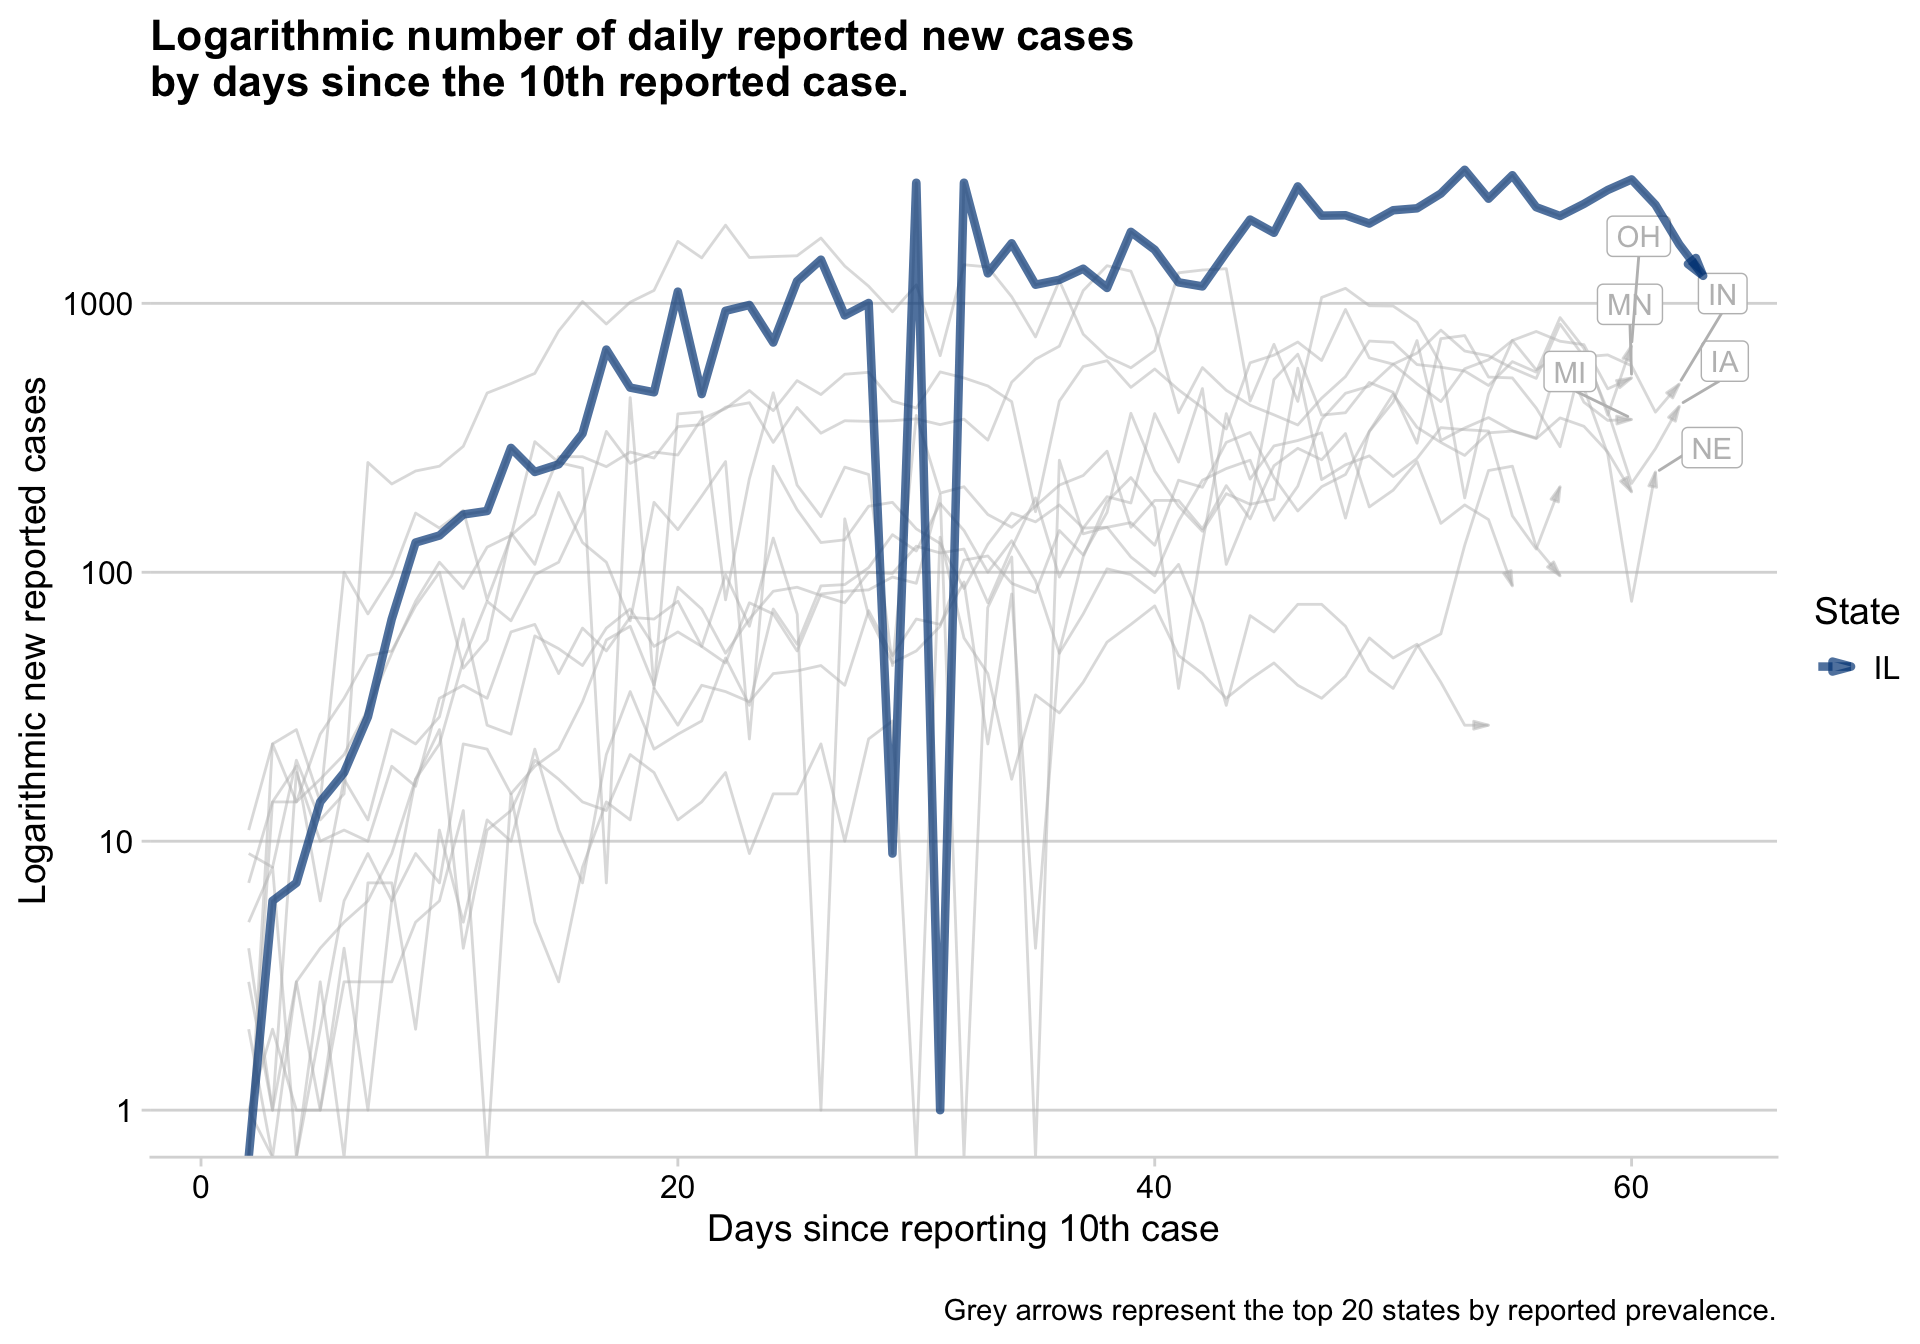 Logarithmic number of daily reported new cases
by days since the 10th reported case.
Logarithmic new reported cases
1000
100
10
1
OH
MN
IN
MI
IA
NE
State
IL
0
20
40
60
Days since reporting 10th case
Grey arrows represent the top 20 states by reported prevalence.